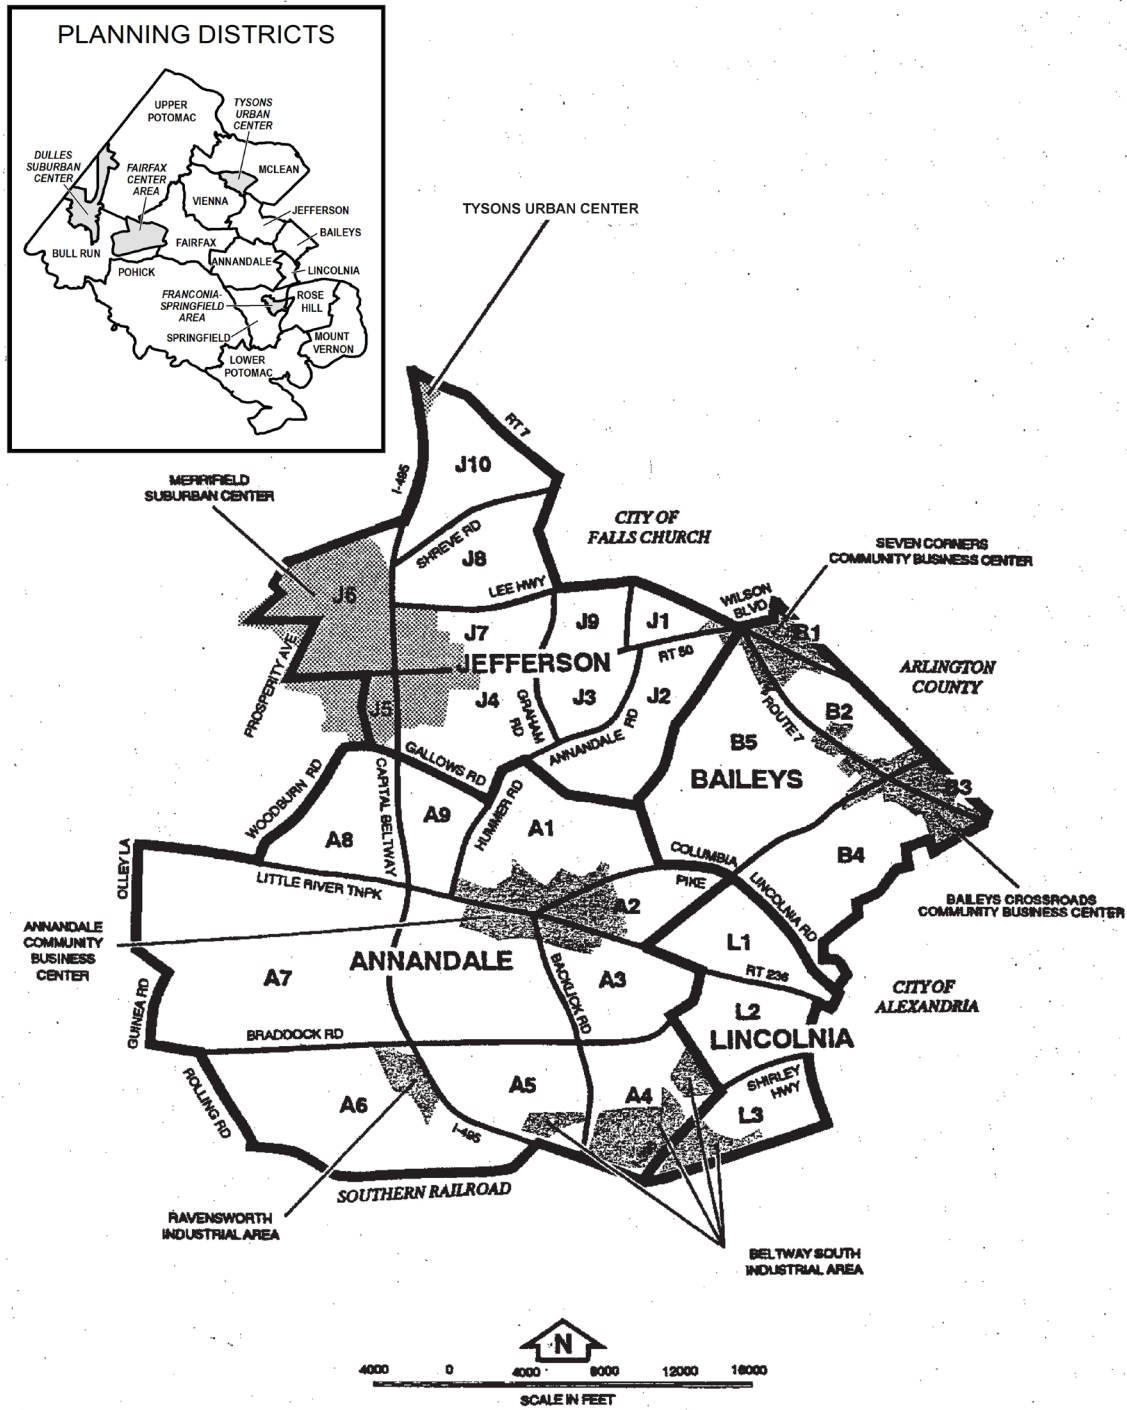 PLANNING DISTRICTS
UPPER
POTOMAC
TYSONS
URBAN
CENTER
DULLES
SUBURBAN
CENTER
FAIRFAX
CENTER
AREA
MCLEAN
VIENNA
JEFFERSON
BAILEYS
FAIRFAX
BULL RUN
ANNANDALE
POHICK
LINCOLNIA
FRANCONIA-
SPRINGFIELD
AREA
ROSE
HILL
SPRINGFIELD
MOUNT
VERNON
LOWER
POTOMAC
TYSONS URBAN CENTER
RT 7
J10
I-495
MERRIFIELD
SUBURBAN CENTER
CITY OF
FALLS CHURCH
SHREVE RD
J8
LEE HWY
SEVEN CORNERS
COMMUNITY BUSINESS CENTER
WILSON
BLVD
J6
J7
J9
J1
B1
JEFFERSON
RT 50
ARLINGTON
COUNTY
PROSPERITY AVE
J5
J4
GRAHAM
RD
J3
J2
ANNANDALE RD
ROUTE 7
B2
B5
BAILEYS
B3
GALLOWS RD
WOODBURN RD
CAPITAL BELTWAY
HUMMER RD
A8
A9
A1
B4
COLUMBIA
PIKE
LINCOLNIA RD
OLLEY LA
LITTLE RIVER TNPK
A2
BAILEYS CROSSROADS
COMMUNITY BUSINESS CENTER
ANNANDALE
COMMUNITY
BUSINESS
CENTER
L1
ANNANDALE
A7
BACKLICK RD
A3
RT 236
CITY OF
ALEXANDRIA
GUINEA RD
L2
LINCOLNIA
BRADDOCK RD
ROLLING RD
A6
A5
A4
SHIRLEY
HWY
L3
I-495
SOUTHERN RAILROAD
RAVENSWORTH
INDUSTRIAL AREA
BELTWAY SOUTH
INDUSTRIAL AREA
N
4000 0 4000 8000 12000 16000
SCALE IN FEET